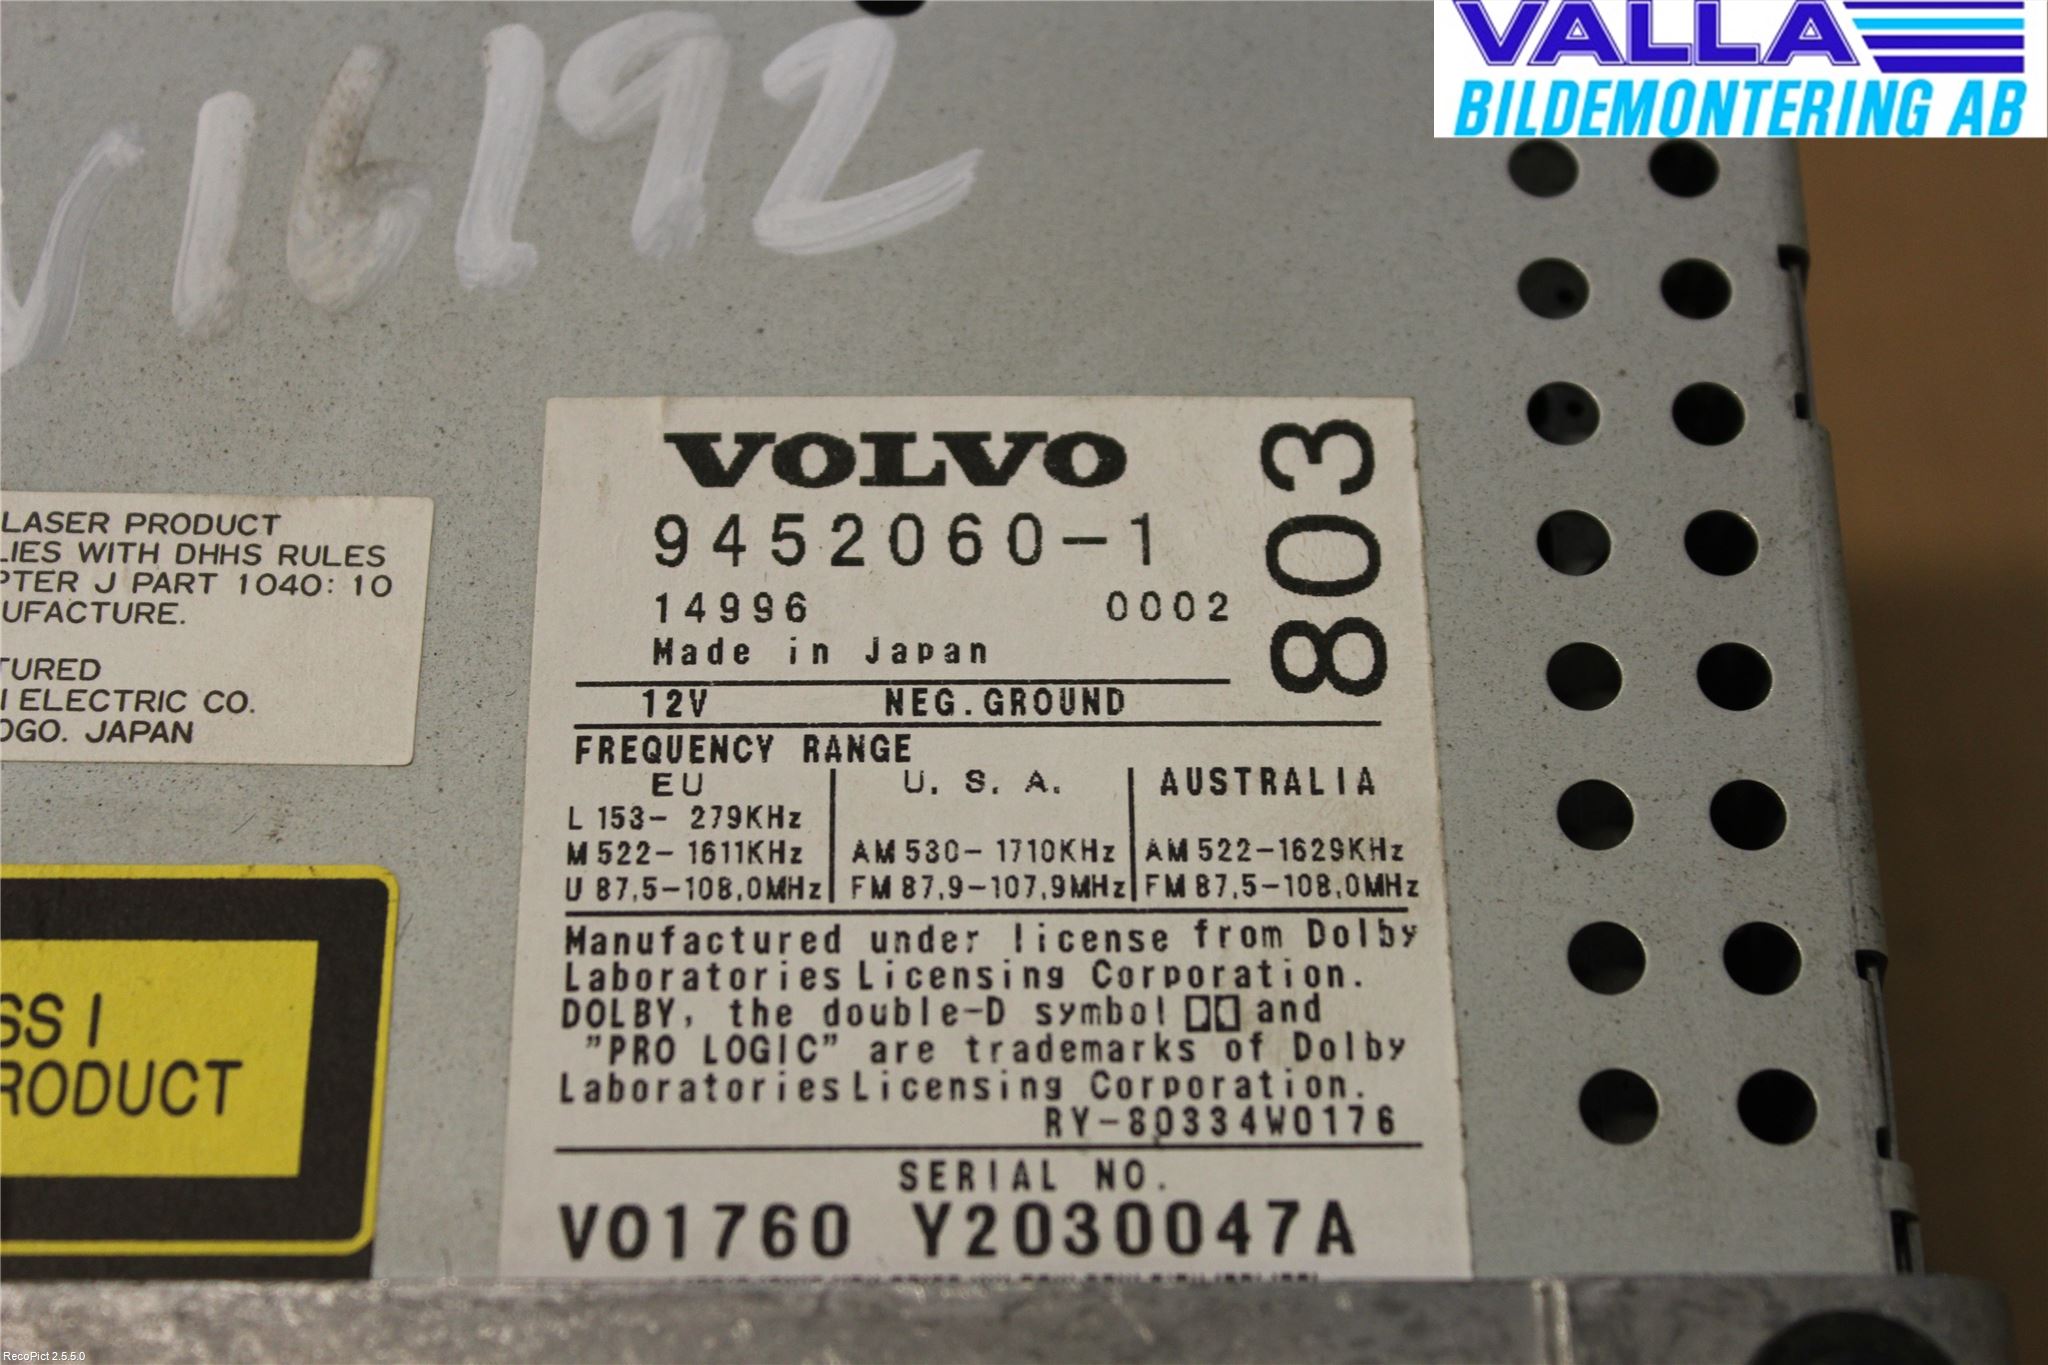 VALLA
BILDEMONTERING AB
V16192
VOLVO
9452060-1
14996 0002
Made in Japan
803
12V NEG. GROUND
FREQUENCY RANGE
EU U. S. A. AUSTRALIA
L 153- 279KHz
M 522- 1611KHz AM 530- 1710KHz AM 522-1629KHz
U 87.5-108.0MHz FM 87.9-107.9MHz FM 87.5-108.0MHz
Manufactured under license from Dolby
Laboratories Licensing Corporation.
DOLBY, the double-D symbol and
"PRO LOGIC" are trademarks of Dolby
Laboratories Licensing Corporation.
RY-80334W0176
SERIAL NO.
V01760 Y2030047A
LASER PRODUCT
LIES WITH DHHS RULES
PTER J PART 1040: 10
UFACTURE.
TURED
I ELECTRIC CO.
OGO. JAPAN
SS I
RODUCT
RecoPict 2.5.5.0